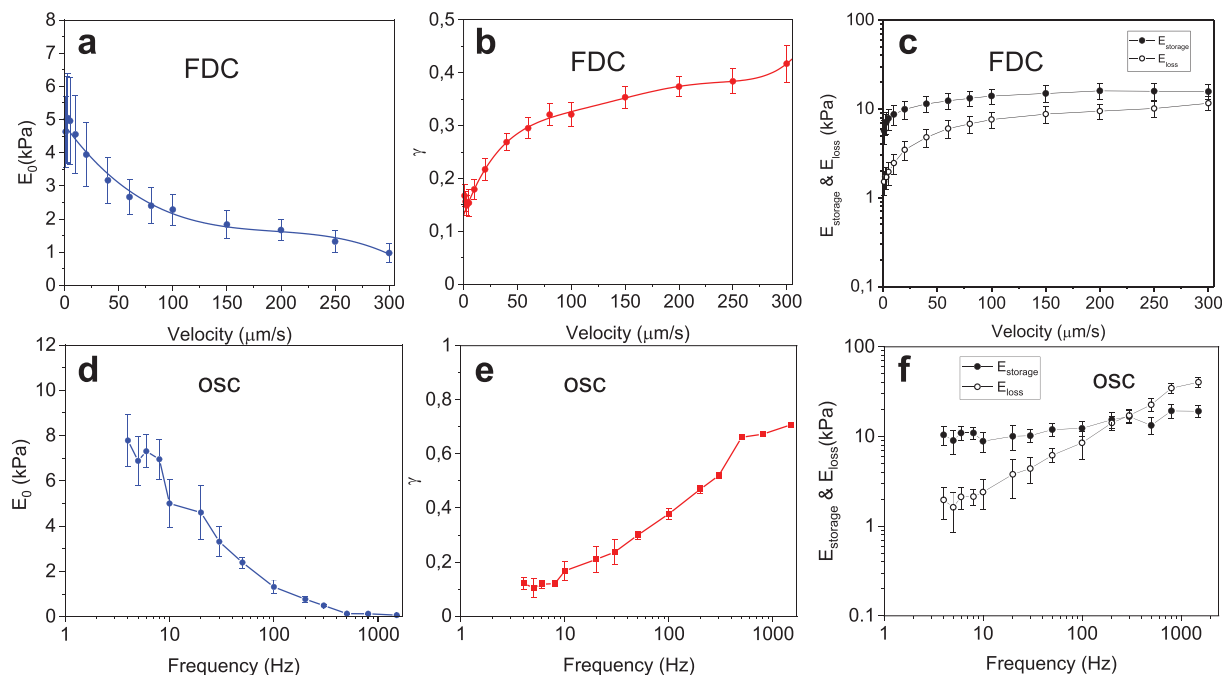 a
FDC
E0(kPa)
8
7
6
5
4
3
2
1
0
0 50 100 150 200 250 300
Velocity (μm/s)
b
FDC
γ
0,5
0,4
0,3
0,2
0,1
0
0 50 100 150 200 250 300
Velocity (μm/s)
c
FDC
Estorage
Eloss
Estorage & Eloss (kPa)
100
10
1
0,1
0 50 100 150 200 250 300
Velocity (μm/s)
d
OSC
E0 (kPa)
12
10
8
6
4
2
0
1 10 100 1000
Frequency (Hz)
e
OSC
γ
1
0,8
0,6
0,4
0,2
0
1 10 100 1000
Frequency (Hz)
f
OSC
Estorage
Eloss
Estorage & Eloss(kPa)
100
10
1
0.1
1 10 100 1000
Frequency (Hz)